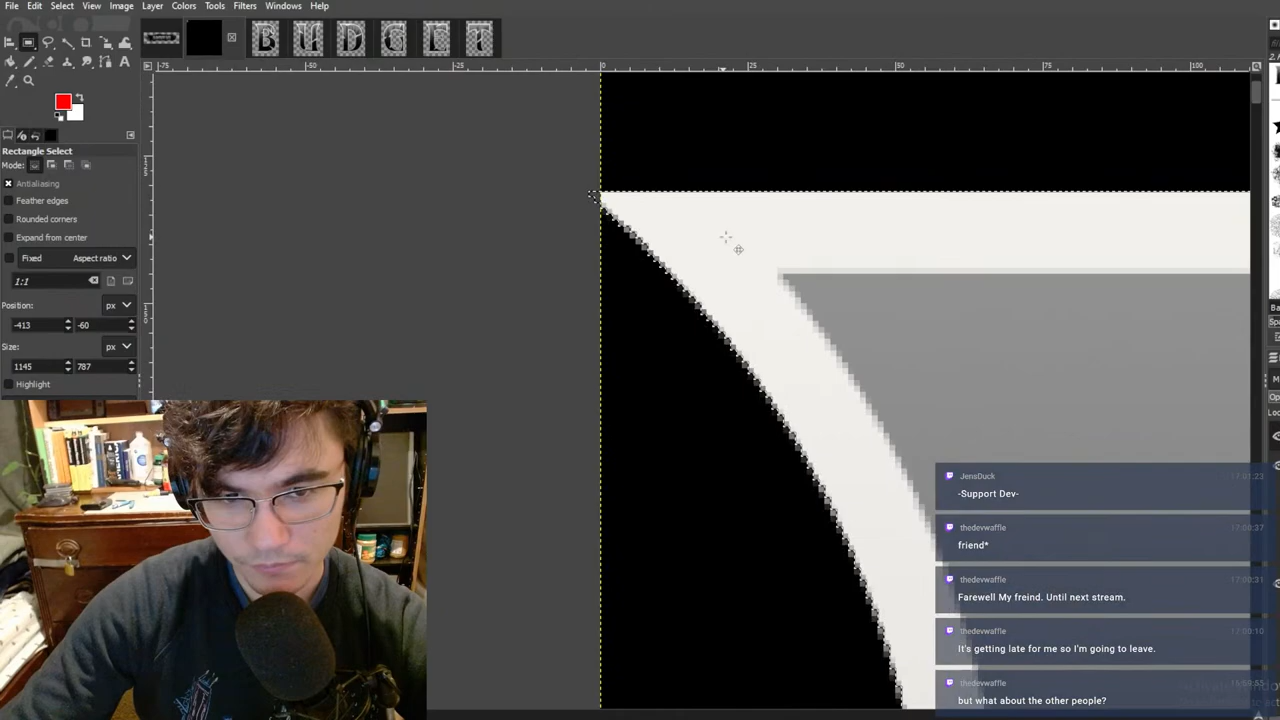 File Edit Select View Image Layer Colors Tools Filters Windows Help
B U D G E T
-75 -50 -25 0 25 50 75 100
Rectangle Select
Mode:
Antialiasing
Feather edges
Rounded corners
Expand from center
Fixed Aspect ratio
1:1
Position: px
-413 -60
Size: px
1145 787
Highlight
JensDuck 17:01:23
-Support Dev-
thedevwaffle
friend*
thedevwaffle
Farewell My freind. Until next stream.
thedevwaffle
It's getting late for me so I'm going to leave.
thedevwaffle
but what about the other people?